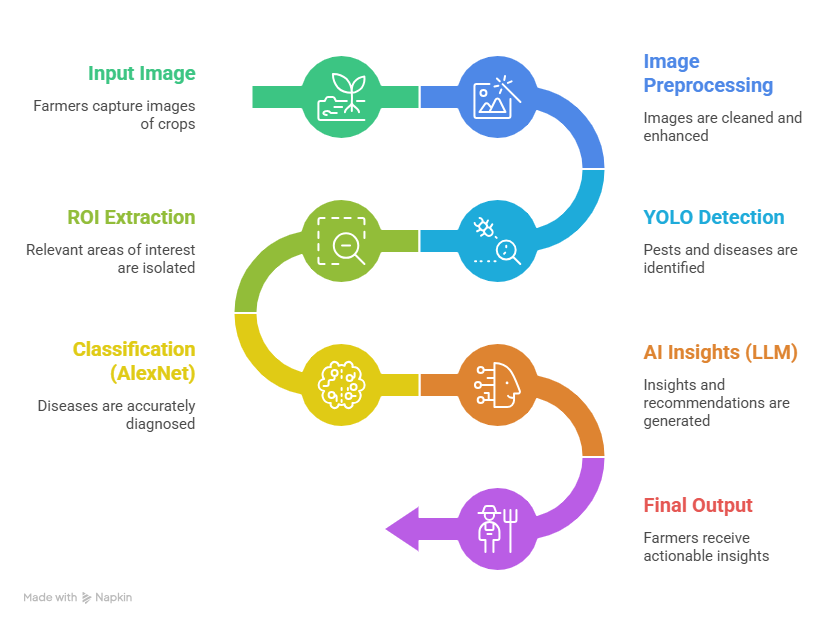 Input Image
Farmers capture images
of crops
Image
Preprocessing
Images are cleaned and
enhanced
YOLO Detection
Pests and diseases are
identified
ROI Extraction
Relevant areas of interest
are isolated
Classification
(AlexNet)
Diseases are accurately
diagnosed
AI Insights (LLM)
Insights and
recommendations are
generated
Final Output
Farmers receive
actionable insights
Made with Napkin